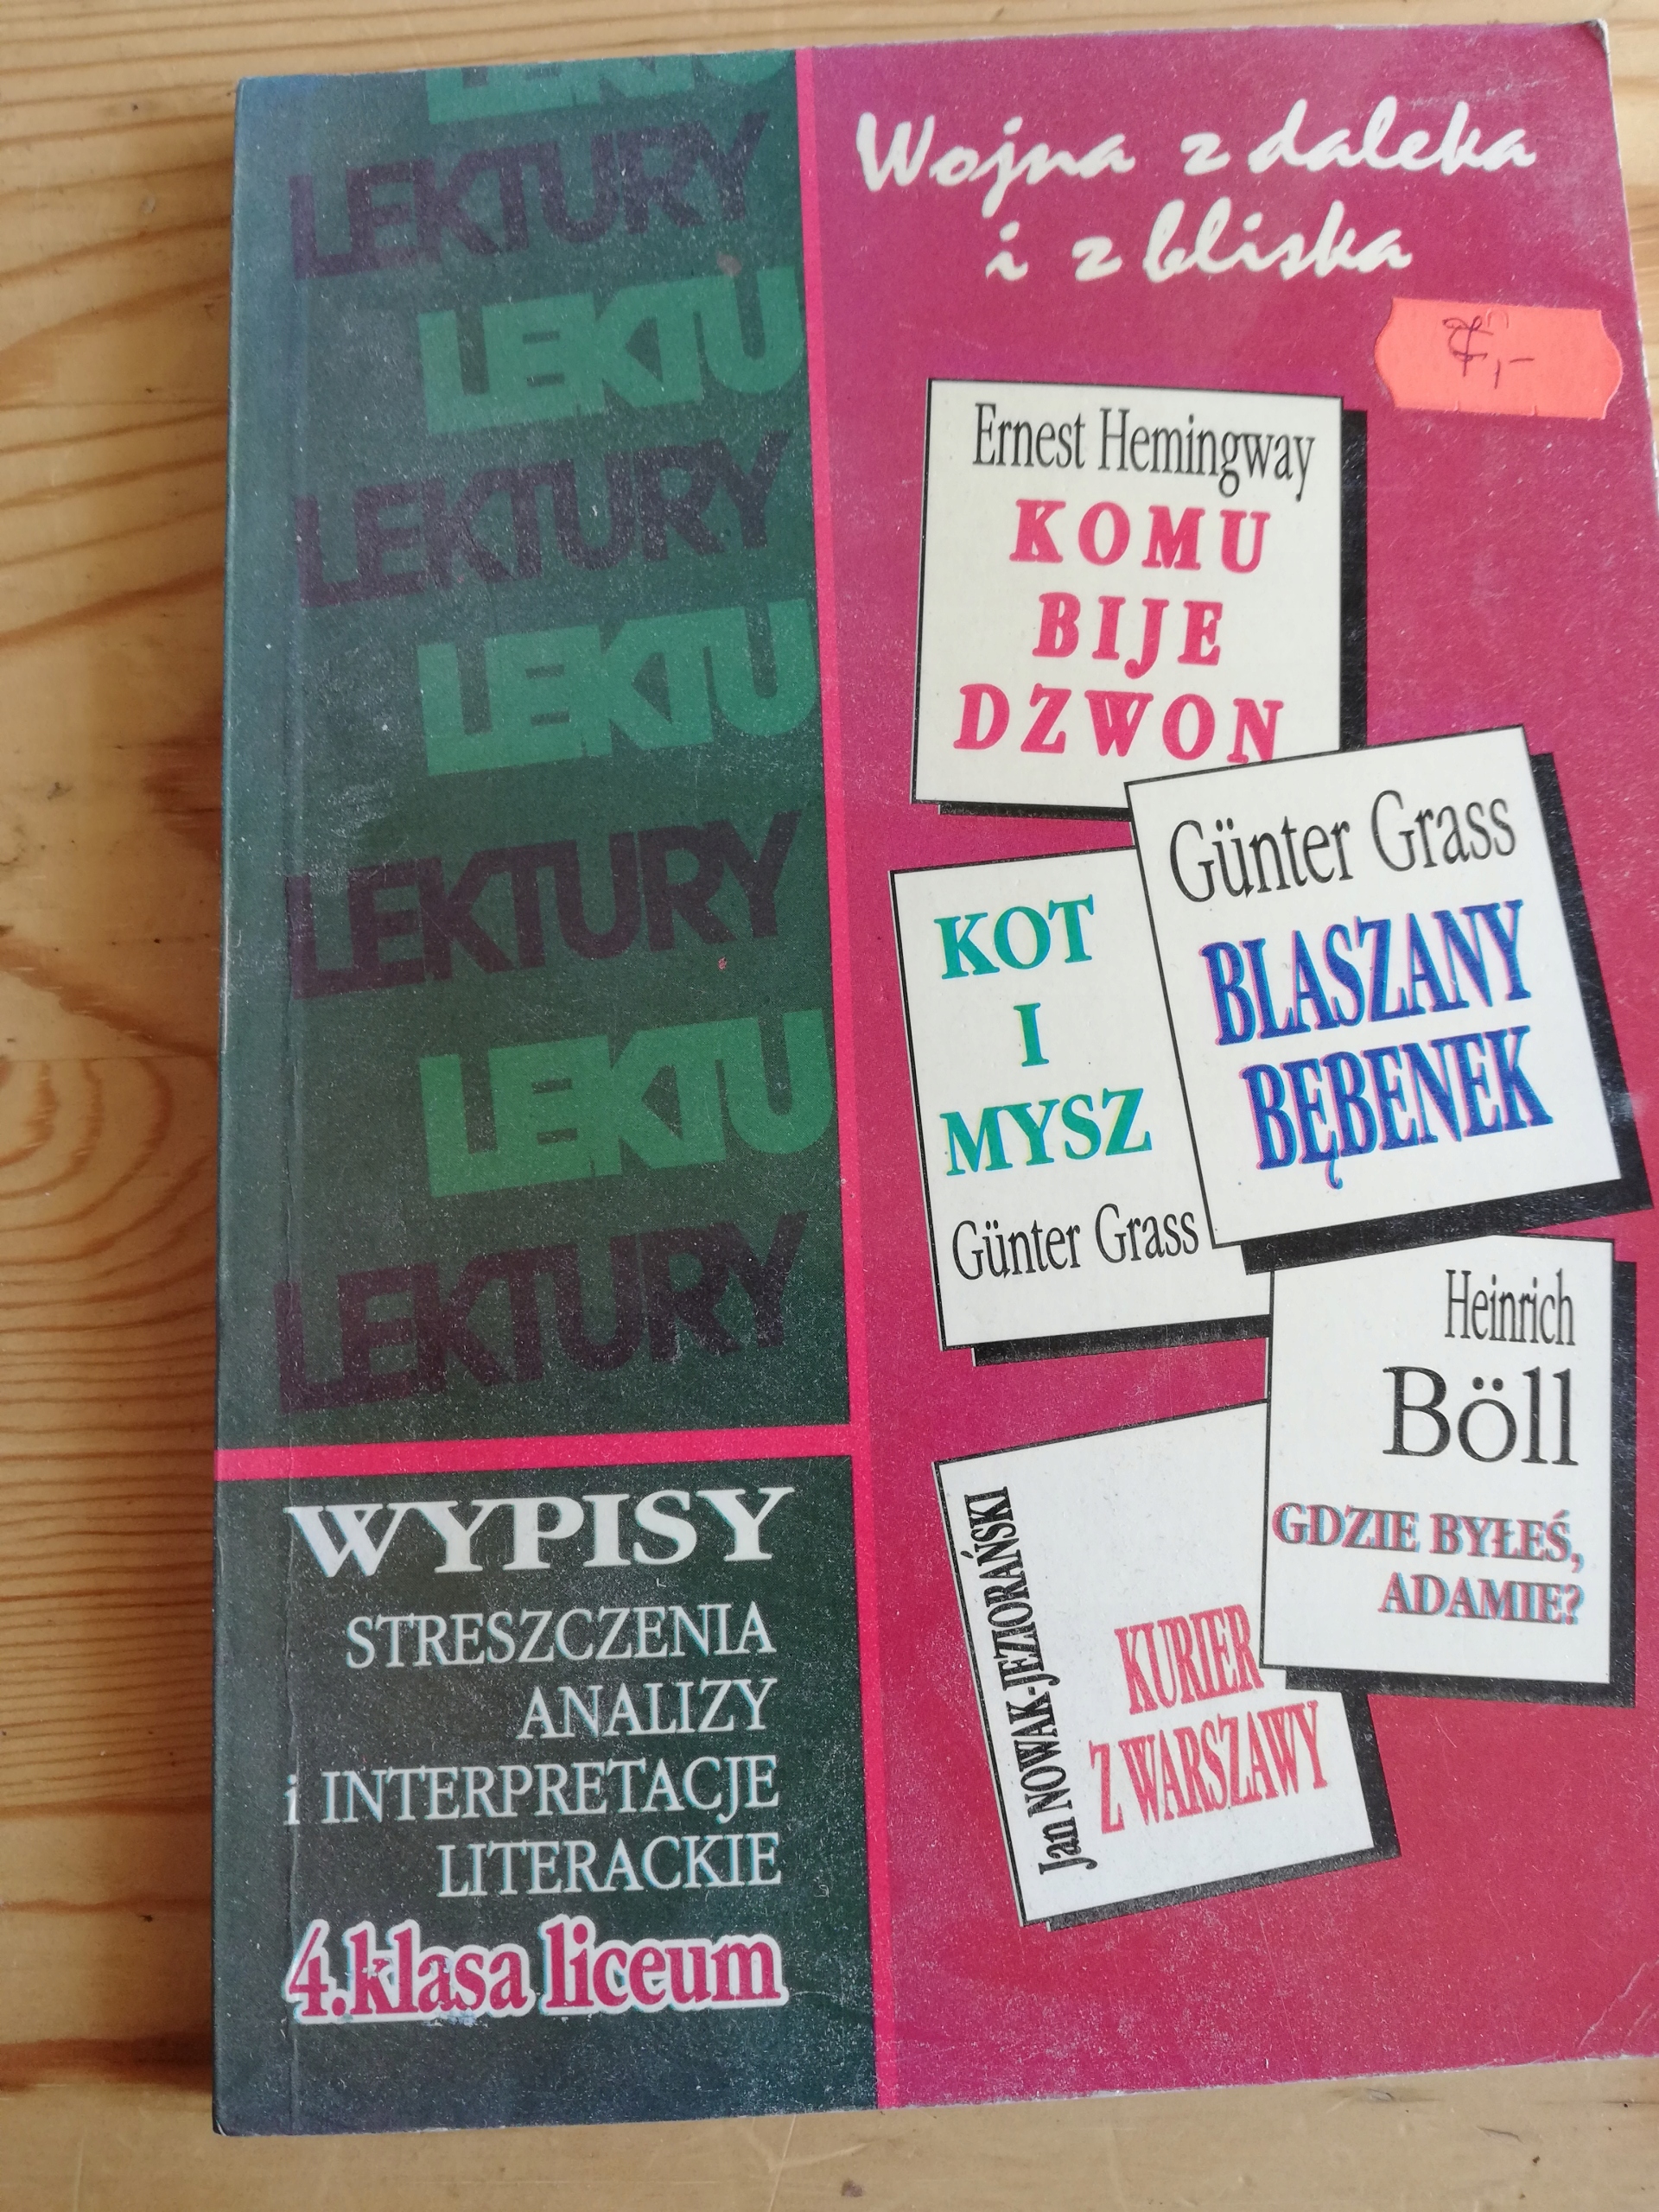 LEKTURY
LEKTU
LEKTURY
LEKTU
LEKTURY
LEKTU
LEKTURY
WYPISY
STRESZCZENIA
ANALIZY
i INTERPRETACJE
LITERACKIE
4.klasa liceum
Wojna z daleka
i z bliska
Ernest Hemingway
KOMU
BIJE
DZWON
Günter Grass
BLASZANY
BĘBENEK
KOT
I
MYSZ
Günter Grass
Heinrich
Böll
GDZIE BYŁEŚ,
ADAMIE?
Jan NOWAK-JEZIORAŃSKI
KURIER
Z WARSZAWY